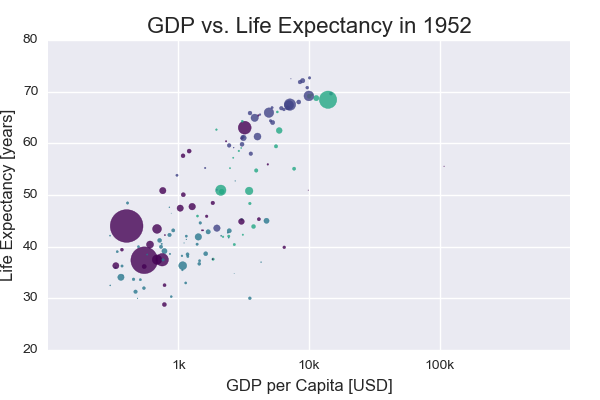 GDP vs. Life Expectancy in 1952
80
70
60
50
40
30
20
Life Expectancy [years]
1k
10k
100k
GDP per Capita [USD]